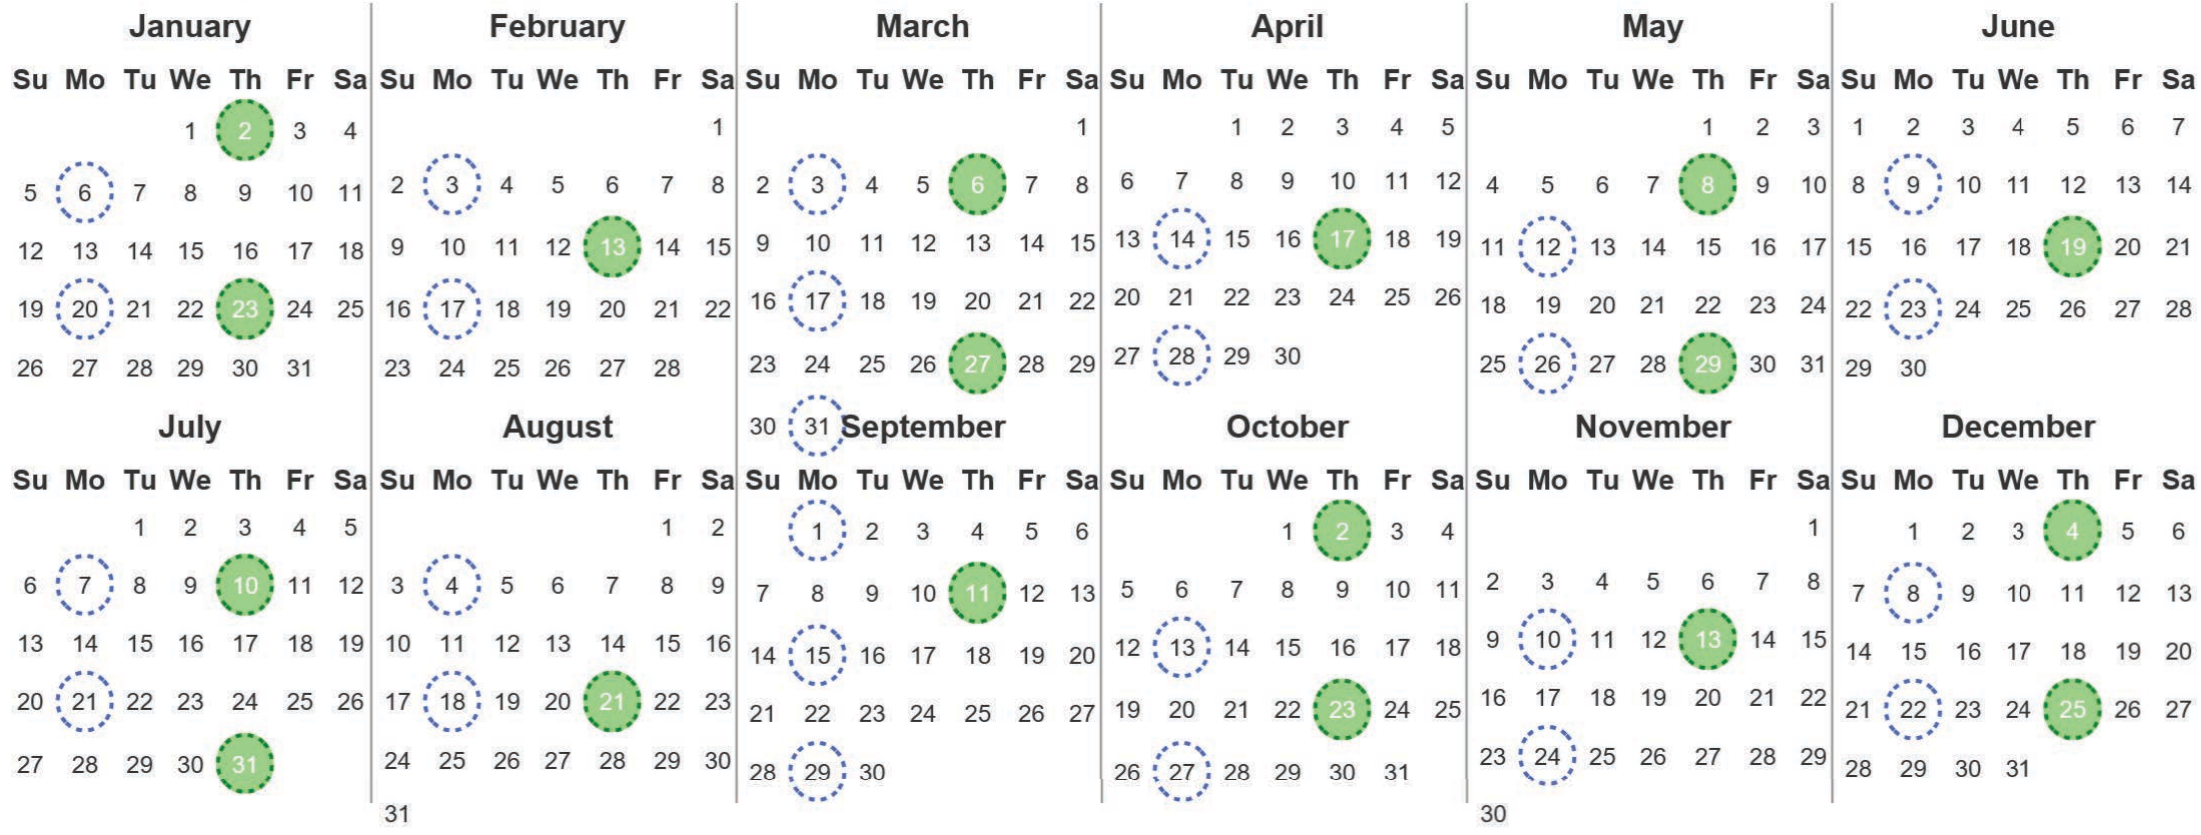 January
Su Mo Tu We Th Fr Sa
1 2 3 4
5 6 7 8 9 10 11
12 13 14 15 16 17 18
19 20 21 22 23 24 25
26 27 28 29 30 31
February
Su Mo Tu We Th Fr Sa
1
2 3 4 5 6 7 8
9 10 11 12 13 14 15
16 17 18 19 20 21 22
23 24 25 26 27 28
March
Su Mo Tu We Th Fr Sa
1
2 3 4 5 6 7 8
9 10 11 12 13 14 15
16 17 18 19 20 21 22
23 24 25 26 27 28 29
30 31
April
Su Mo Tu We Th Fr Sa
1 2 3 4 5
6 7 8 9 10 11 12
13 14 15 16 17 18 19
20 21 22 23 24 25 26
27 28 29 30
May
Su Mo Tu We Th Fr Sa
1 2 3
4 5 6 7 8 9 10
11 12 13 14 15 16 17
18 19 20 21 22 23 24
25 26 27 28 29 30 31
June
Su Mo Tu We Th Fr Sa
1 2 3 4 5 6 7
8 9 10 11 12 13 14
15 16 17 18 19 20 21
22 23 24 25 26 27 28
29 30
July
Su Mo Tu We Th Fr Sa
1 2 3 4 5
6 7 8 9 10 11 12
13 14 15 16 17 18 19
20 21 22 23 24 25 26
27 28 29 30 31
August
Su Mo Tu We Th Fr Sa
1 2
3 4 5 6 7 8 9
10 11 12 13 14 15 16
17 18 19 20 21 22 23
24 25 26 27 28 29 30
31
September
Su Mo Tu We Th Fr Sa
1 2 3 4 5 6
7 8 9 10 11 12 13
14 15 16 17 18 19 20
21 22 23 24 25 26 27
28 29 30
October
Su Mo Tu We Th Fr Sa
1 2 3 4
5 6 7 8 9 10 11
12 13 14 15 16 17 18
19 20 21 22 23 24 25
26 27 28 29 30 31
November
Su Mo Tu We Th Fr Sa
1
2 3 4 5 6 7 8
9 10 11 12 13 14 15
16 17 18 19 20 21 22
23 24 25 26 27 28 29
30
December
Su Mo Tu We Th Fr Sa
1 2 3 4 5 6
7 8 9 10 11 12 13
14 15 16 17 18 19 20
21 22 23 24 25 26 27
28 29 30 31